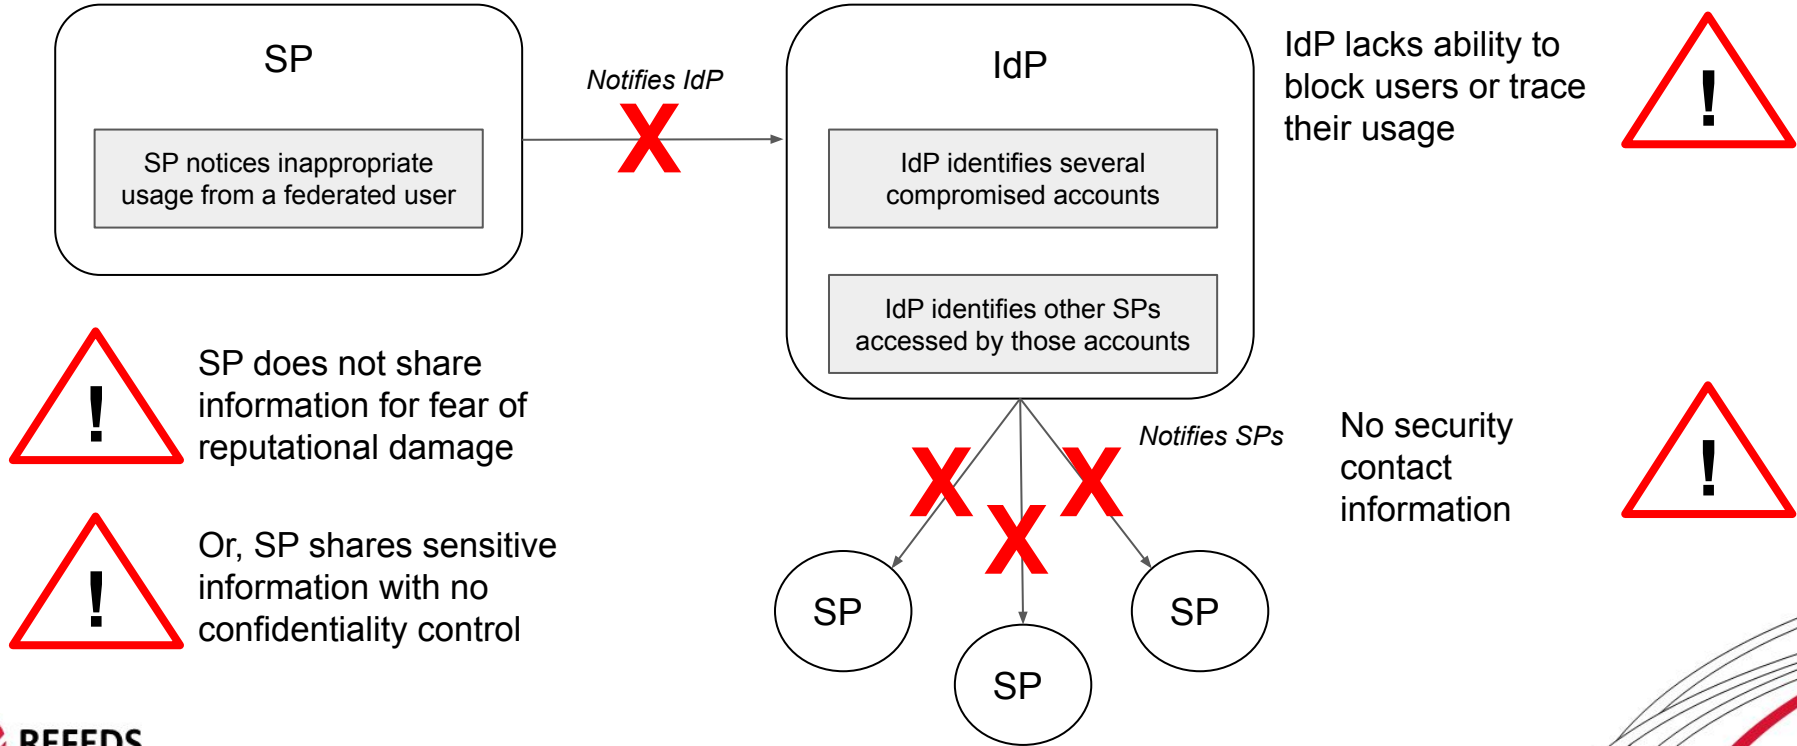 SP
SP notices inappropriate
usage from a federated user
Notifies IdP
X
IdP
IdP identifies several
compromised accounts
IdP identifies other SPs
accessed by those accounts
IdP lacks ability to
block users or trace
their usage
!
!
SP does not share
information for fear of
reputational damage
!
Or, SP shares sensitive
information with no
confidentiality control
Notifies SPs
X
X
X
No security
contact
information
!
SP
SP
SP
REFEDS